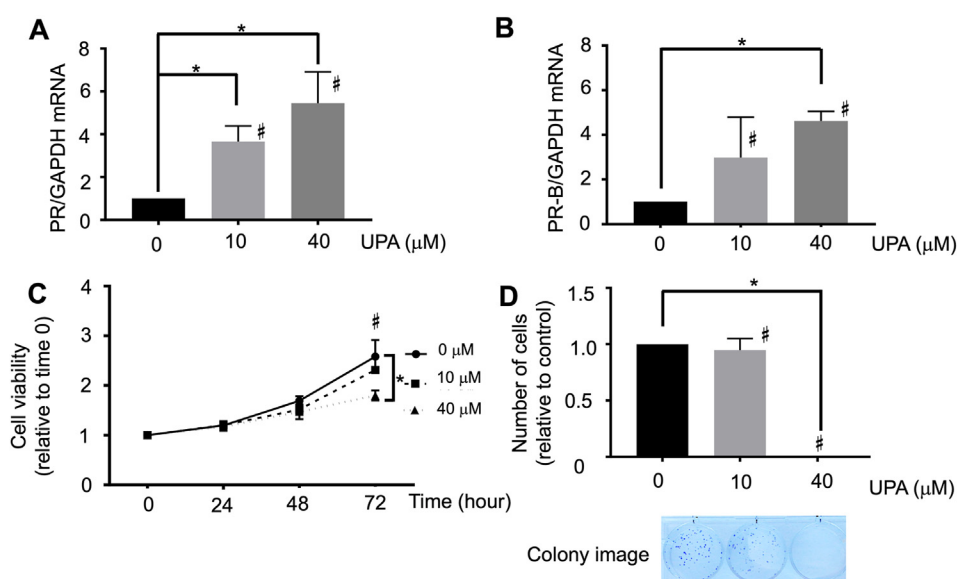 A
PR/GAPDH mRNA
8
6
4
2
0
*
*
#
#
0
10
40
UPA (μM)
B
PR-B/GAPDH mRNA
8
6
4
2
0
*
#
#
0
10
40
UPA (μM)
C
Cell viability
(relative to time 0)
4
3
2
1
0
#
*
0 μM
10 μM
40 μM
0
24
48
72
Time (hour)
D
Number of cells
(relative to control)
1.5
1.0
0.5
0
*
#
#
0
10
40
UPA (μM)
Colony image